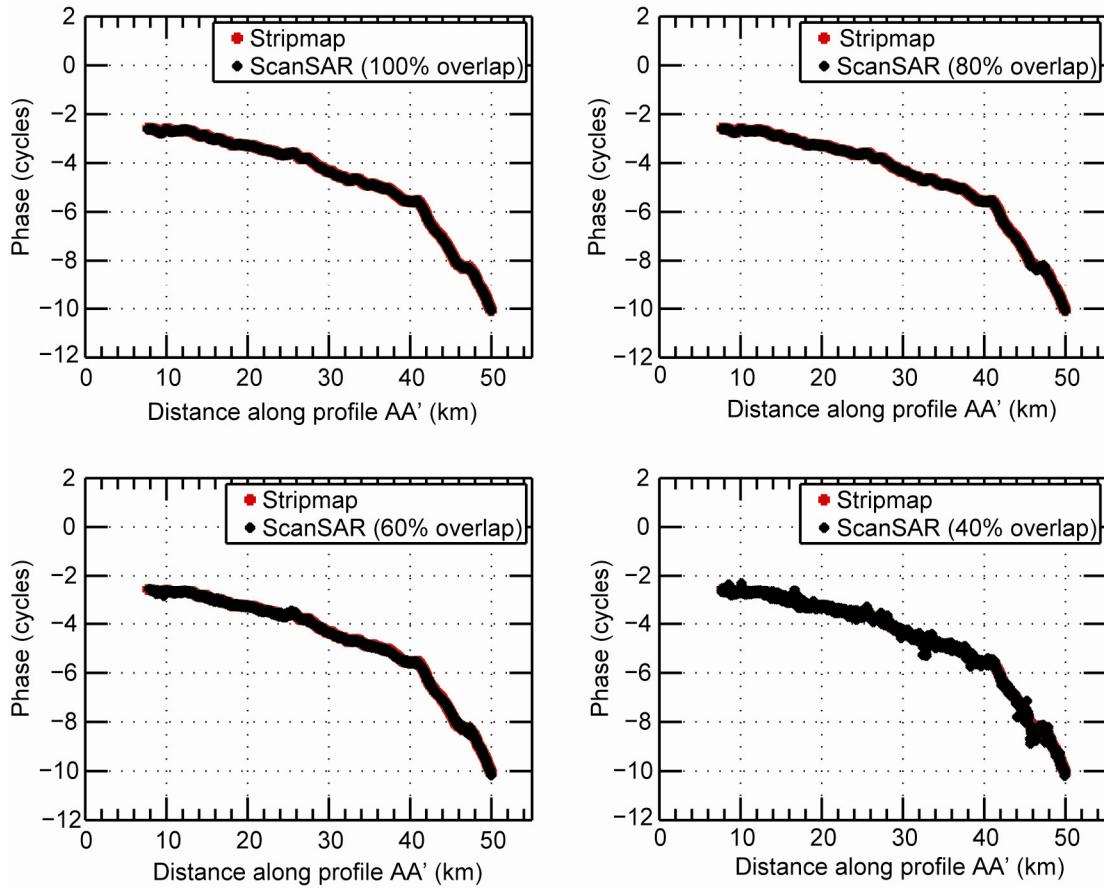 Stripmap
ScanSAR (100% overlap)
2
0
−2
−4
−6
−8
−10
−12
Phase (cycles)
0 10 20 30 40 50
Distance along profile AA’ (km)
Stripmap
ScanSAR (80% overlap)
2
0
−2
−4
−6
−8
−10
−12
Phase (cycles)
0 10 20 30 40 50
Distance along profile AA’ (km)
Stripmap
ScanSAR (60% overlap)
2
0
−2
−4
−6
−8
−10
−12
Phase (cycles)
0 10 20 30 40 50
Distance along profile AA’ (km)
Stripmap
ScanSAR (40% overlap)
2
0
−2
−4
−6
−8
−10
−12
Phase (cycles)
0 10 20 30 40 50
Distance along profile AA’ (km)